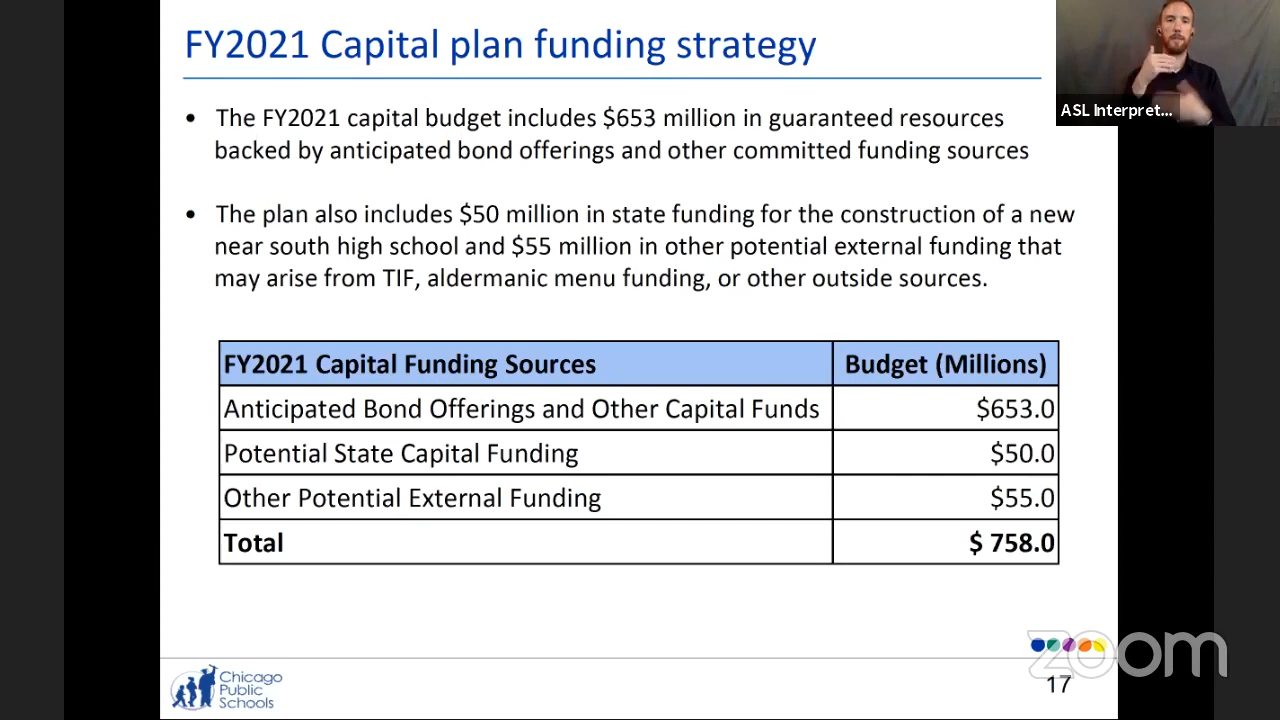 FY2021 Capital plan funding strategy
ASL Interpret...
• The FY2021 capital budget includes $653 million in guaranteed resources
backed by anticipated bond offerings and other committed funding sources
• The plan also includes $50 million in state funding for the construction of a new
near south high school and $55 million in other potential external funding that
may arise from TIF, aldermanic menu funding, or other outside sources.
FY2021 Capital Funding Sources Budget (Millions)
Anticipated Bond Offerings and Other Capital Funds $653.0
Potential State Capital Funding $50.0
Other Potential External Funding $55.0
Total $ 758.0
zoom
Chicago
Public
Schools
17